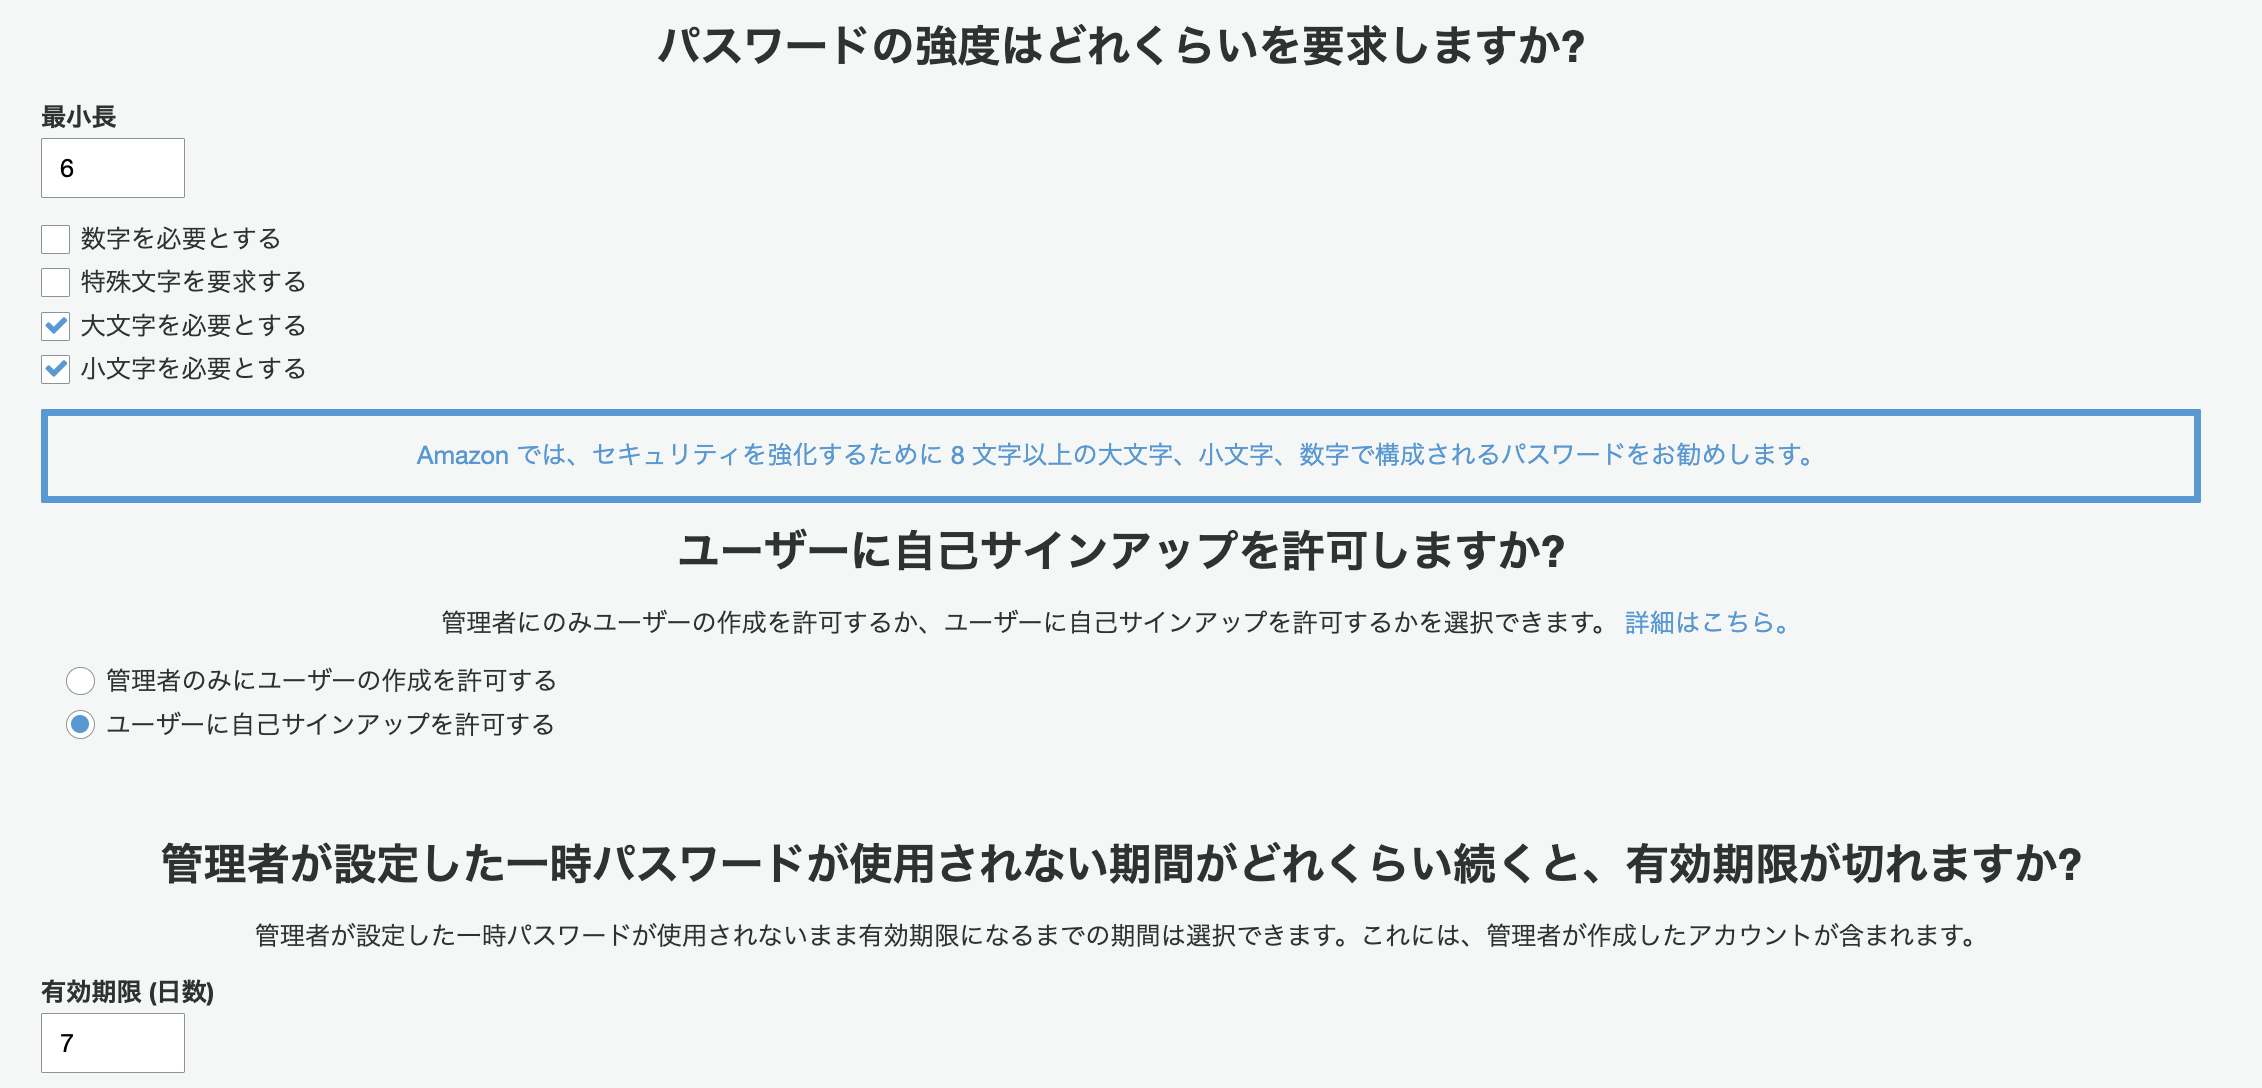 パスワードの強度はどれくらいを要求しますか?
最小長
6
数字を必要とする
特殊文字を要求する
大文字を必要とする
小文字を必要とする
Amazon では、セキュリティを強化するために 8 文字以上の大文字、小文字、数字で構成されるパスワードをお勧めします。
ユーザーに自己サインアップを許可しますか?
管理者にのみユーザーの作成を許可するか、ユーザーに自己サインアップを許可するかを選択できます。 詳細はこちら。
管理者のみにユーザーの作成を許可する
ユーザーに自己サインアップを許可する
管理者が設定した一時パスワードが使用されない期間がどれくらい続くと、有効期限が切れますか?
管理者が設定した一時パスワードが使用されないまま有効期限になるまでの期間は選択できます。これには、管理者が作成したアカウントが含まれます。
有効期限 (日数)
7